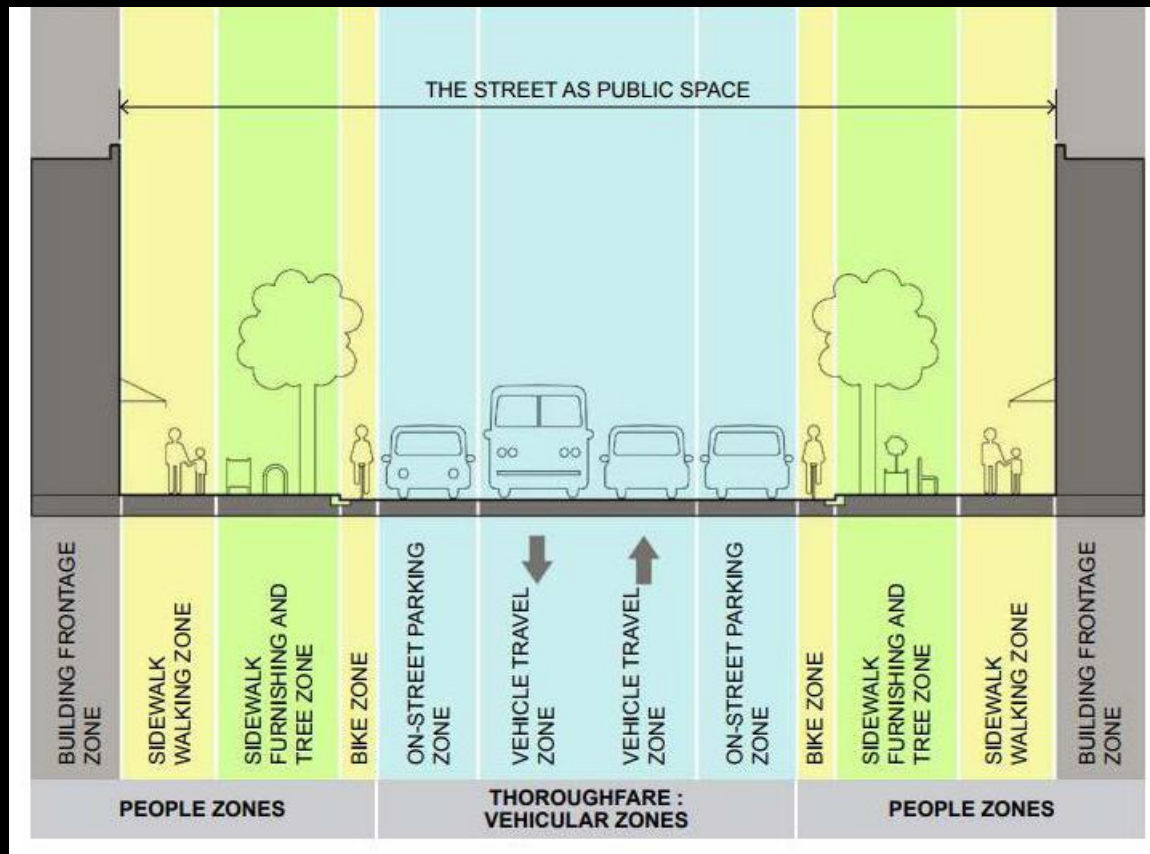 THE STREET AS PUBLIC SPACE
BUILDING FRONTAGE
ZONE
SIDEWALK
WALKING ZONE
SIDEWALK
FURNISHING AND
TREE ZONE
BIKE ZONE
ON-STREET PARKING
ZONE
VEHICLE TRAVEL
ZONE
VEHICLE TRAVEL
ZONE
ON-STREET PARKING
ZONE
BIKE ZONE
SIDEWALK
FURNISHING AND
TREE ZONE
SIDEWALK
WALKING ZONE
BUILDING FRONTAGE
ZONE
PEOPLE ZONES
THOROUGHFARE :
VEHICULAR ZONES
PEOPLE ZONES